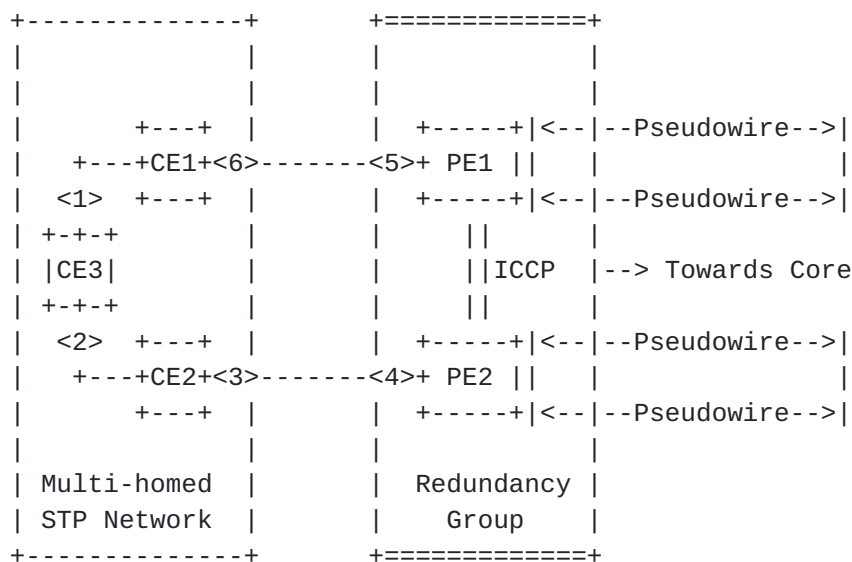 +--------------+       +=============+
|              |       |             |
|              |       |             |
|       +---+  |       |  +-----+|<--|--Pseudowire-->|
|   +---+CE1+<6>-------<5>+ PE1 ||   |               |
|  <1>  +---+  |       |  +-----+|<--|--Pseudowire-->|
| +-+-+        |       |     ||      |
| |CE3|        |       |     ||ICCP  |--> Towards Core
| +-+-+        |       |     ||      |
|  <2>  +---+  |       |  +-----+|<--|--Pseudowire-->|
|   +---+CE2+<3>-------<4>+ PE2 ||   |               |
|       +---+  |       |  +-----+|<--|--Pseudowire-->|
|              |       |             |
| Multi-homed  |       |  Redundancy |
| STP Network  |       |    Group    |
+--------------+       +=============+